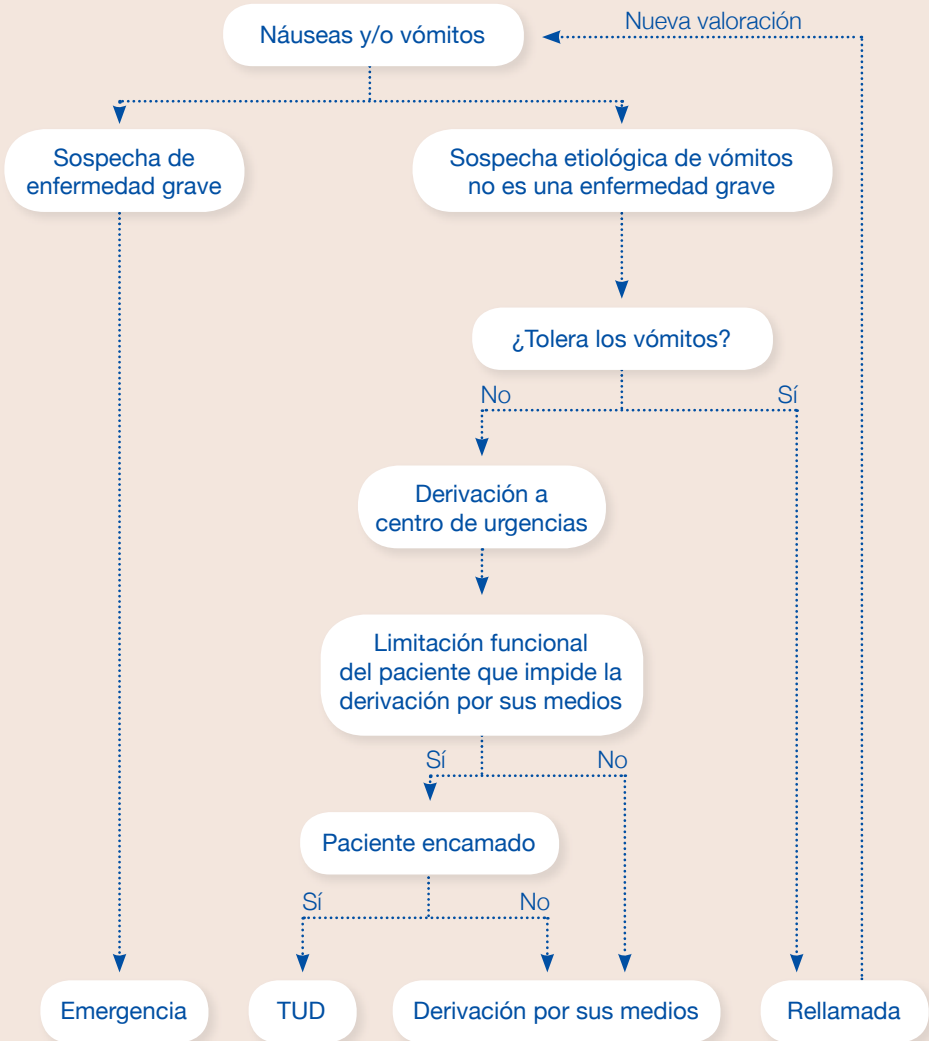 Náuseas y/o vómitos
Nueva valoración
Sospecha de
enfermedad grave
Sospecha etiológica de vómitos
no es una enfermedad grave
¿Tolera los vómitos?
No
Sí
Derivación a
centro de urgencias
Limitación funcional
del paciente que impide la
derivación por sus medios
Sí
No
Paciente encamado
Sí
No
Emergencia
TUD
Derivación por sus medios
Rellamada